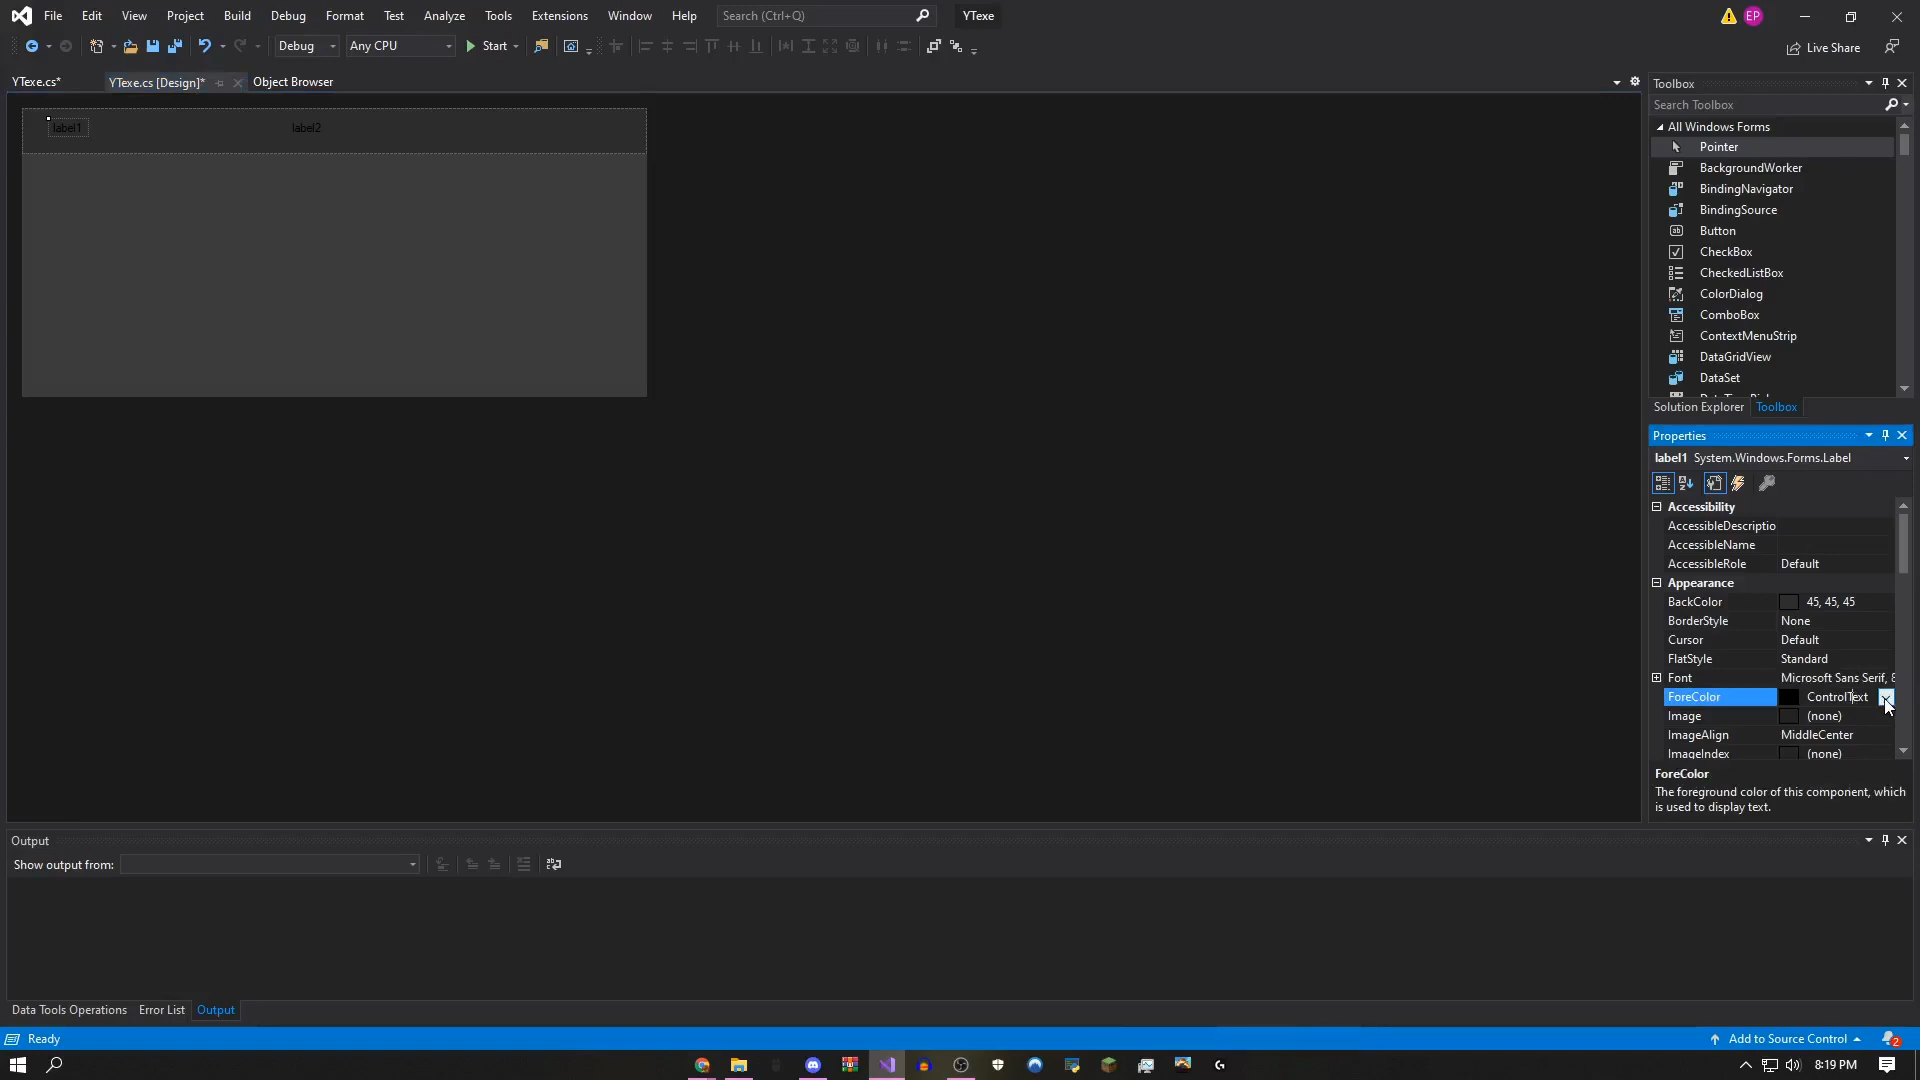 File Edit View Project Build Debug Format Test Analyze Tools Extensions Window Help Search (Ctrl+Q) YTexe EP
Debug Any CPU Start Live Share
YTexe.cs* YTexe.cs [Design]* Object Browser
label1 label2
Toolbox
Search Toolbox
All Windows Forms
Pointer
BackgroundWorker
BindingNavigator
BindingSource
Button
CheckBox
CheckedListBox
ColorDialog
ComboBox
ContextMenuStrip
DataGridView
DataSet
Solution Explorer Toolbox
Properties
label1 System.Windows.Forms.Label
Accessibility
AccessibleDescriptio
AccessibleName
AccessibleRole Default
Appearance
BackColor 45, 45, 45
BorderStyle None
Cursor Default
FlatStyle Standard
Font Microsoft Sans Serif, 8
ForeColor ControlText
Image (none)
ImageAlign MiddleCenter
ImageIndex (none)
ForeColor
The foreground color of this component, which
is used to display text.
Output
Show output from:
Data Tools Operations Error List Output
Ready Add to Source Control 2
8:19 PM